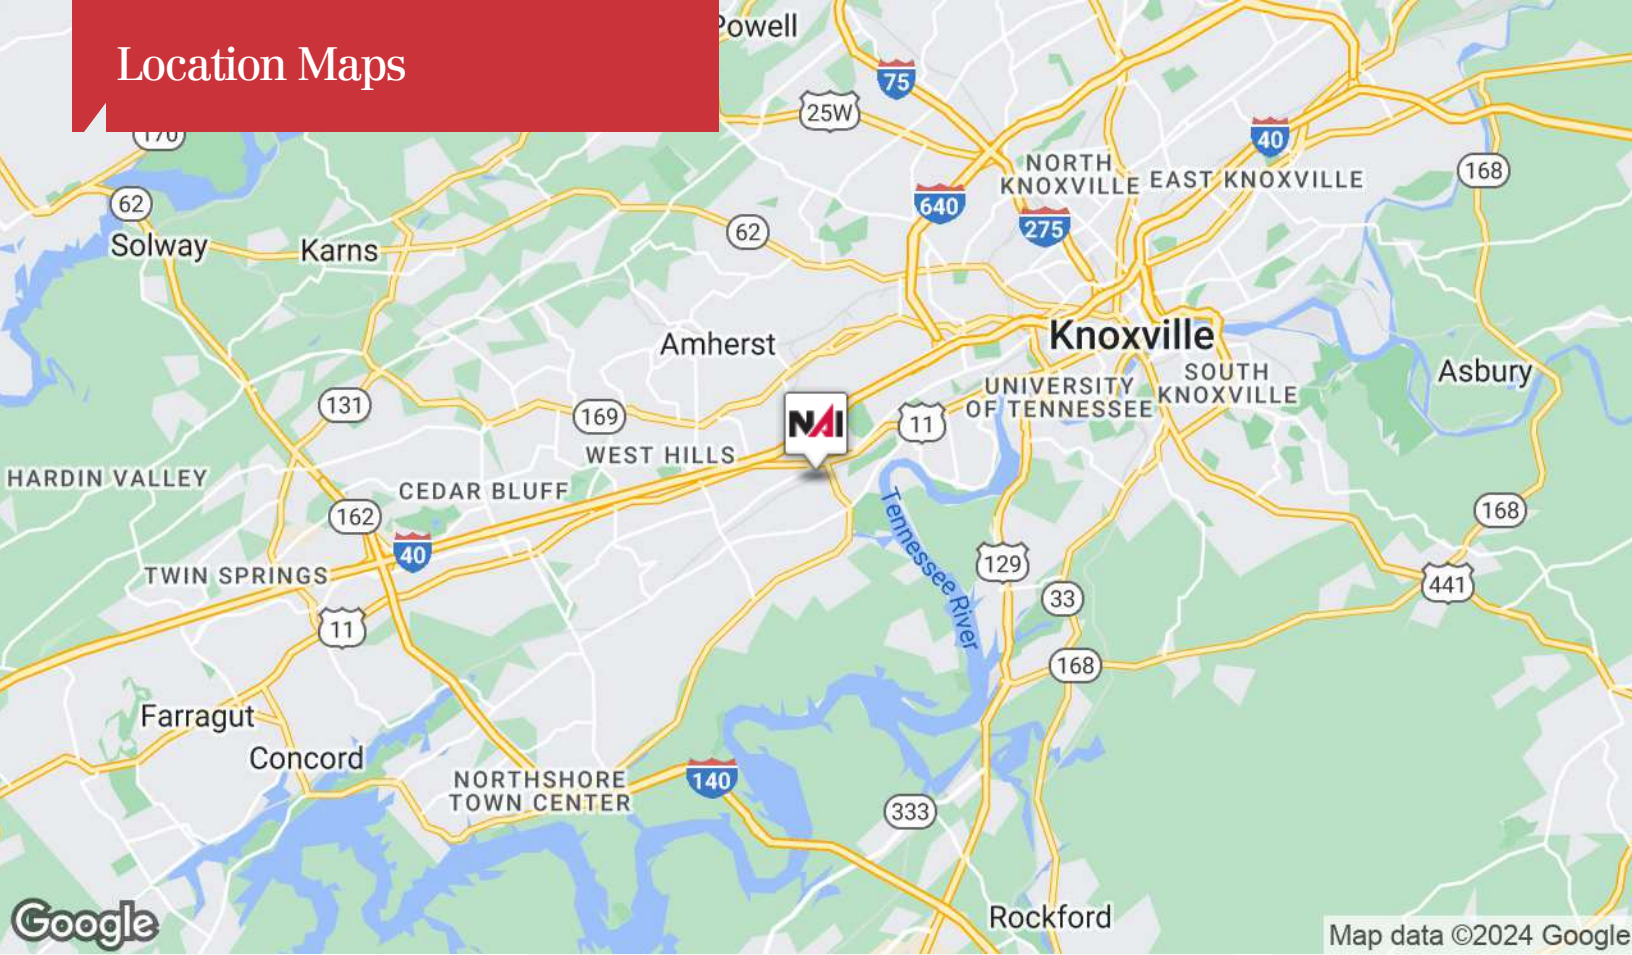 Location Maps
Powell
75
25W
170
40
NORTH
KNOXVILLE
EAST KNOXVILLE
168
62
640
275
62
Solway
Karns
Knoxville
Amherst
SOUTH
KNOXVILLE
Asbury
UNIVERSITY
OF TENNESSEE
131
169
NAI
11
WEST HILLS
HARDIN VALLEY
CEDAR BLUFF
162
168
Tennessee River
40
129
TWIN SPRINGS
441
33
11
168
Farragut
Concord
NORTHSHORE
TOWN CENTER
140
333
Rockford
Google
Map data ©2024 Google